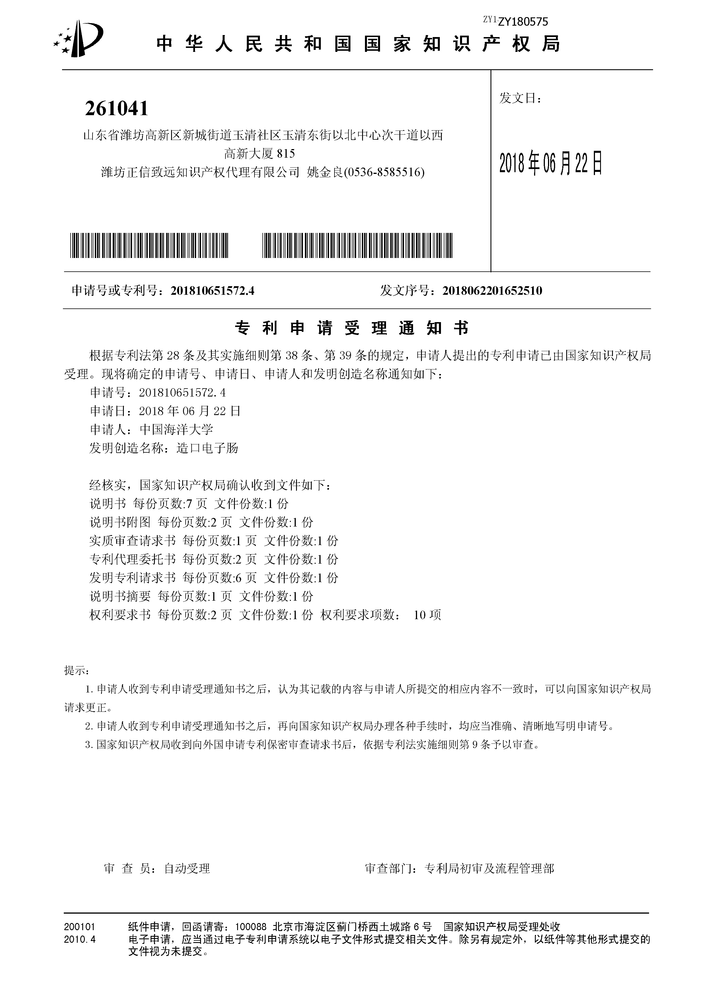 ZY1 ZY180575
中华人民共和国国家知识产权局
261041
山东省潍坊高新区新城街道玉清社区玉清东街以北中心次干道以西
高新大厦 815
潍坊正信致远知识产权代理有限公司 姚金良(0536-8585516)
发文日：
2018 年 06 月 22 日
申请号或专利号：201810651572.4 发文序号：2018062201652510
专利申请受理通知书
根据专利法第 28 条及其实施细则第 38 条、第 39 条的规定，申请人提出的专利申请已由国家知识产权局
受理。现将确定的申请号、申请日、申请人和发明创造名称通知如下：
申请号：201810651572.4
申请日：2018 年 06 月 22 日
申请人：中国海洋大学
发明创造名称：造口电子肠
经核实，国家知识产权局确认收到文件如下：
说明书 每份页数:7 页 文件份数:1 份
说明书附图 每份页数:2 页 文件份数:1 份
实质审查请求书 每份页数:1 页 文件份数:1 份
专利代理委托书 每份页数:2 页 文件份数:1 份
发明专利请求书 每份页数:6 页 文件份数:1 份
说明书摘要 每份页数:1 页 文件份数:1 份
权利要求书 每份页数:2 页 文件份数:1 份 权利要求项数： 10 项
提示：
1.申请人收到专利申请受理通知书之后，认为其记载的内容与申请人所提交的相应内容不一致时，可以向国家知识产权局
请求更正。
2.申请人收到专利申请受理通知书之后，再向国家知识产权局办理各种手续时，均应当准确、清晰地写明申请号。
3.国家知识产权局收到向外国申请专利保密审查请求书后，依据专利法实施细则第 9 条予以审查。
审 查 员：自动受理 审查部门：专利局初审及流程管理部
200101 纸件申请，回函请寄：100088 北京市海淀区蓟门桥西土城路 6 号 国家知识产权局受理处收
2010.4 电子申请，应当通过电子专利申请系统以电子文件形式提交相关文件。除另有规定外，以纸件等其他形式提交的
文件视为未提交。